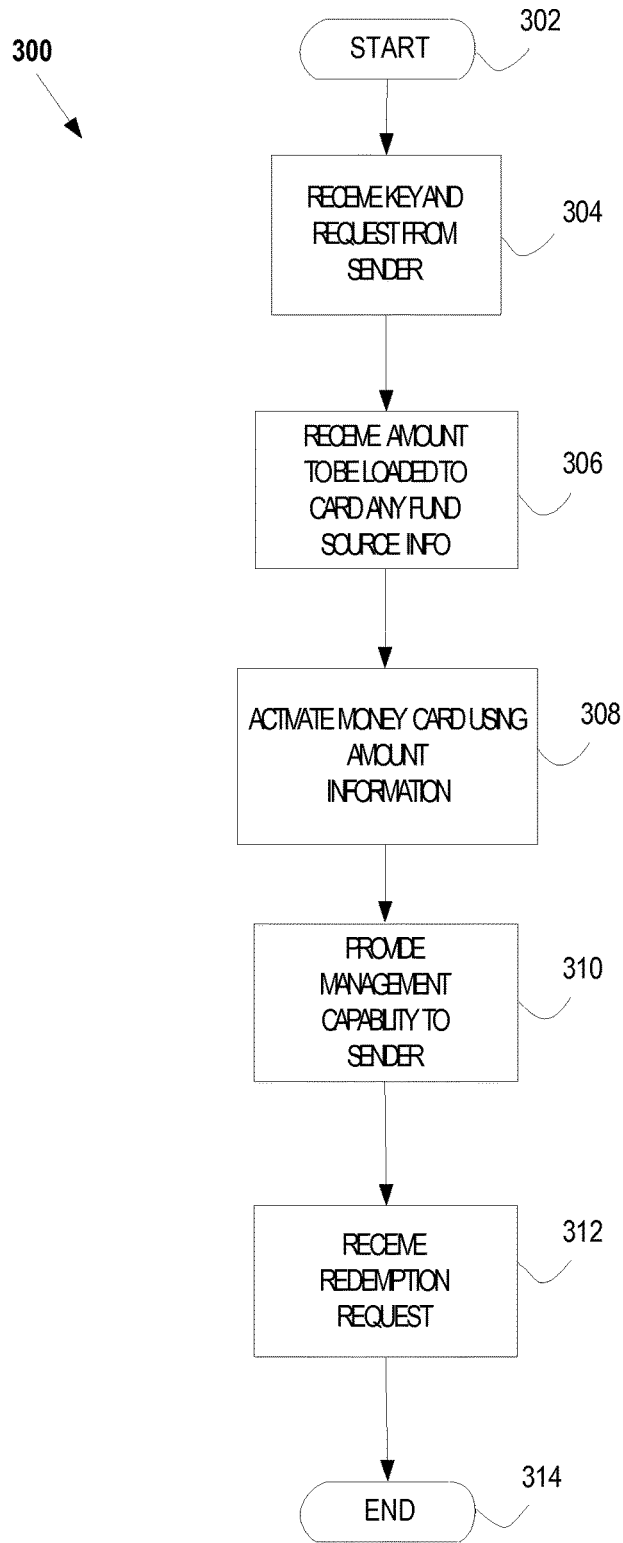 300
START
302
RECEIVE KEY AND
REQUEST FROM
SENDER
304
RECEIVE AMOUNT
TO BE LOADED TO
CARD ANY FUND
SOURCE INFO
306
ACTIVATE MONEY CARD USING
AMOUNT
INFORMATION
308
PROVIDE
MANAGEMENT
CAPABILITY TO
SENDER
310
RECEIVE
REDEMPTION
REQUEST
312
END
314